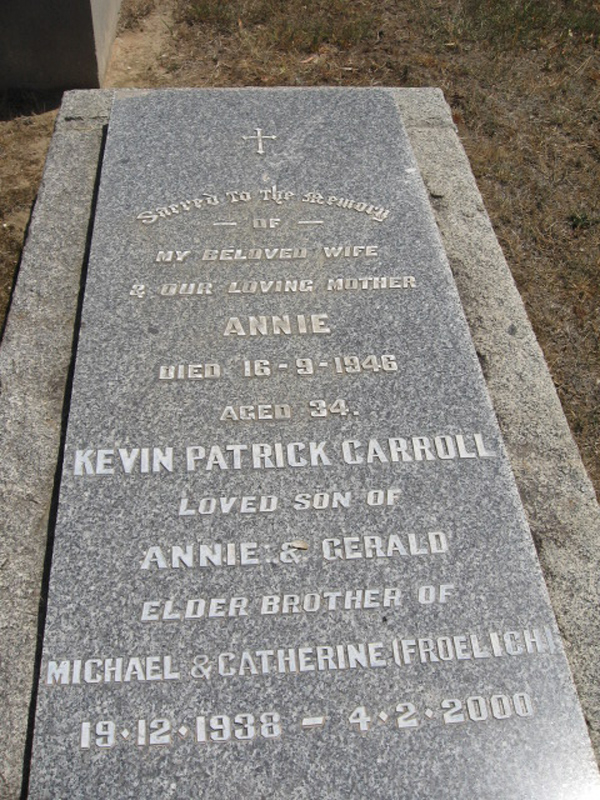 Sacred To The Memory
— OF —
MY BELOVED WIFE
& OUR LOVING MOTHER
ANNIE
DIED 16-9-1946
AGED 34.
KEVIN PATRICK CARROLL
LOVED SON OF
ANNIE & GERALD
ELDER BROTHER OF
MICHAEL & CATHERINE (FROELICH)
19·12·1938 – 4·2·2000